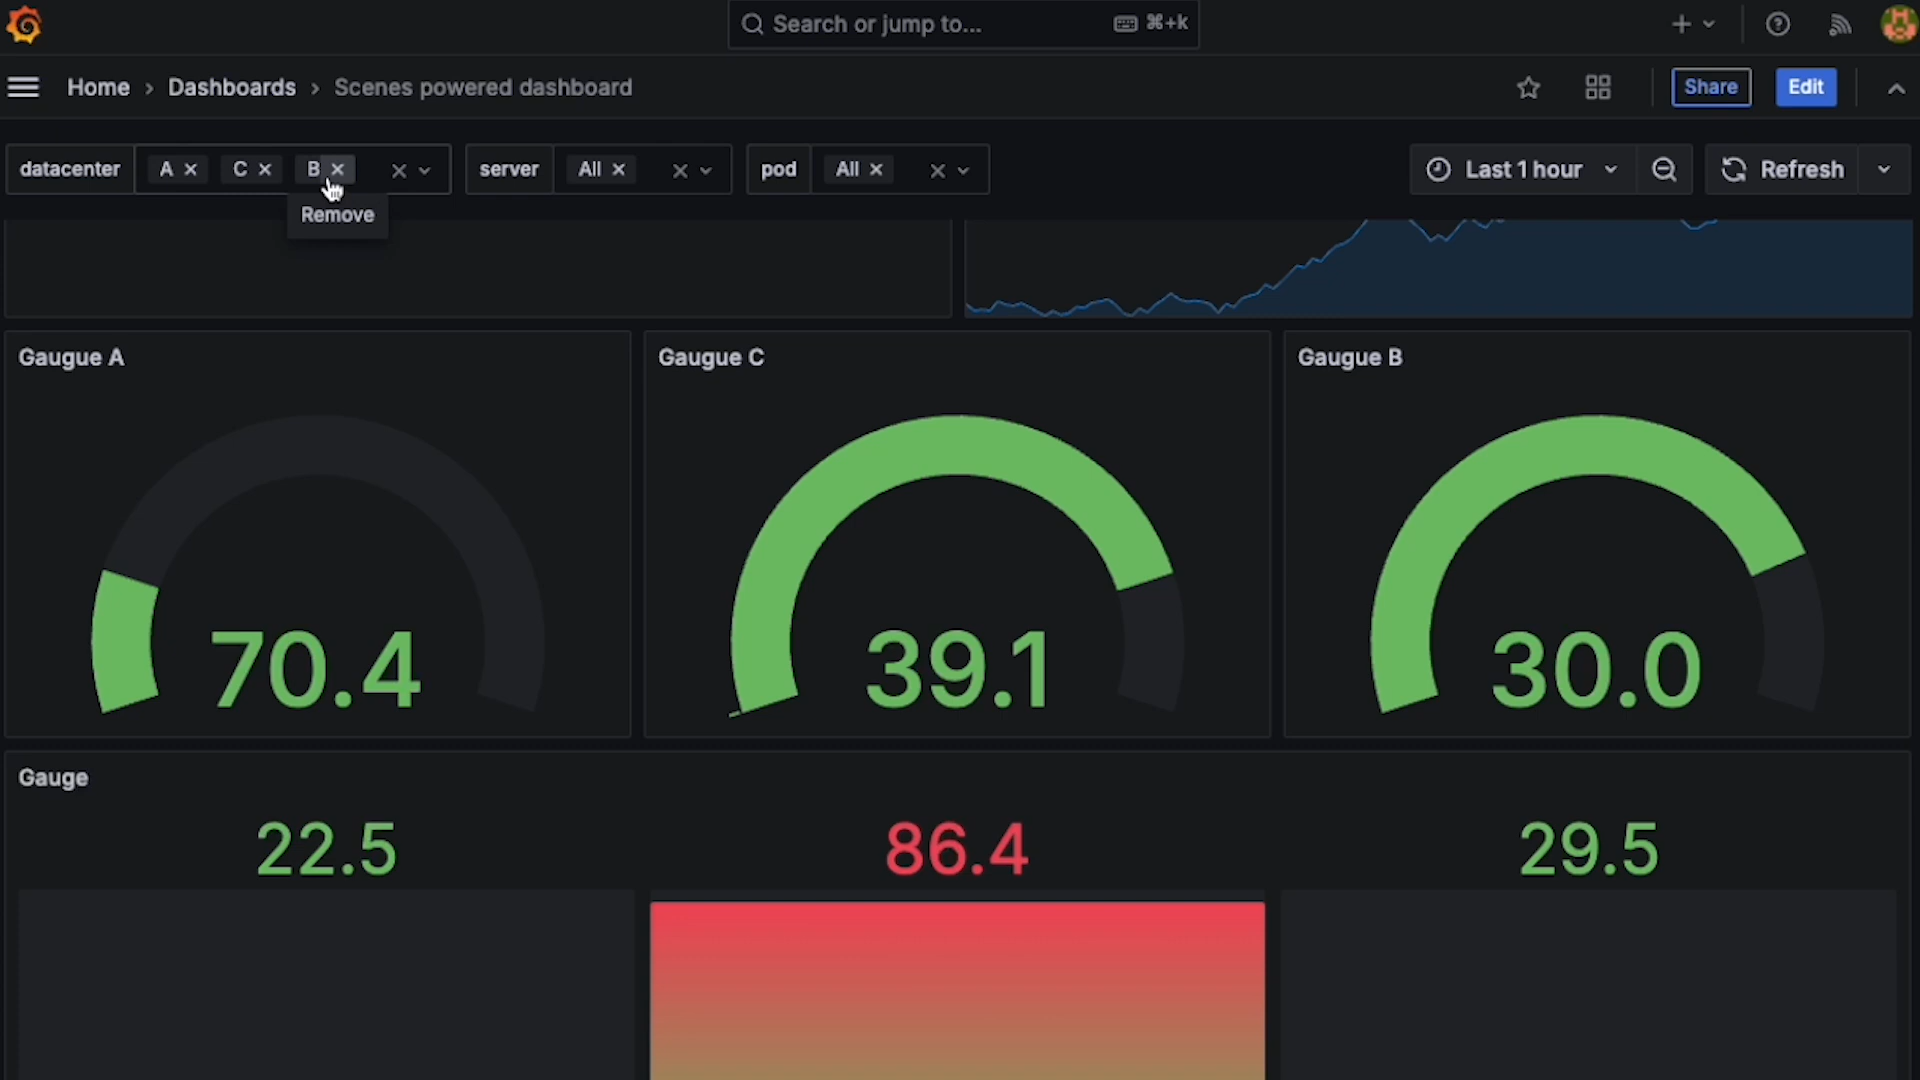 Search or jump to... ⌘+k
Home › Dashboards › Scenes powered dashboard
Share
Edit
datacenter A × C × B ×
server All ×
pod All ×
Last 1 hour
Refresh
Remove
Gaugue A
Gaugue C
Gaugue B
70.4
39.1
30.0
Gauge
22.5
86.4
29.5